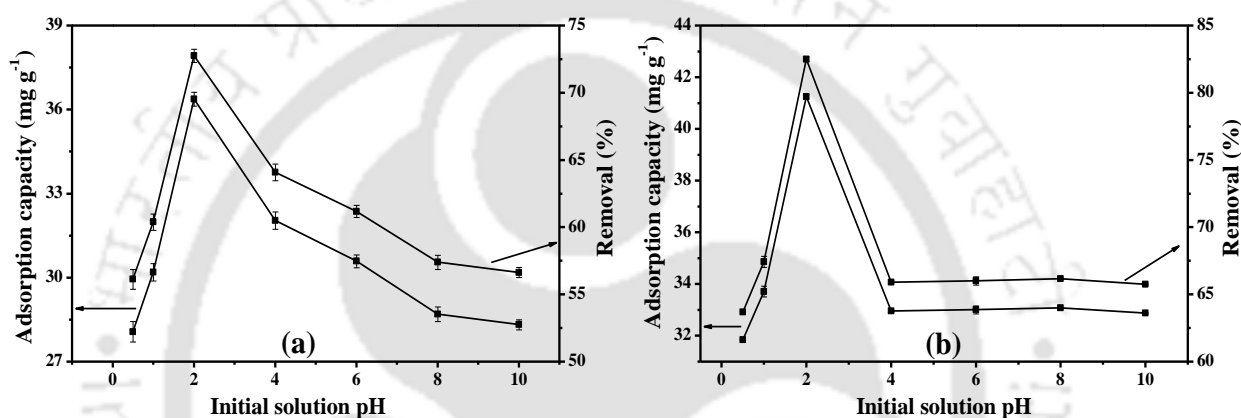 Adsorption capacity (mg g⁻¹)
39
36
33
30
27
75
70
65
60
55
50
Removal (%)
(a)
0 2 4 6 8 10
Initial solution pH
Adsorption capacity (mg g⁻¹)
44
42
40
38
36
34
32
85
80
75
70
65
60
Removal (%)
(b)
0 2 4 6 8 10
Initial solution pH